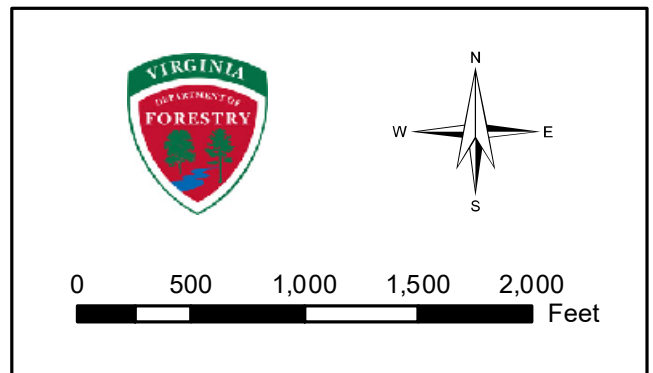 VIRGINIA
DEPARTMENT OF
FORESTRY
N
W E
S
0 500 1,000 1,500 2,000
Feet